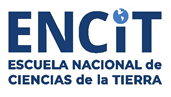 ENCiT
ESCUELA NACIONAL de
CIENCIAS de la TIERRA